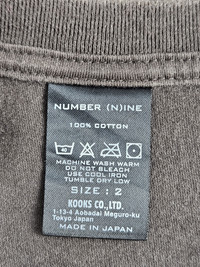 NUMBER (N)INE
100% COTTON
40
MACHINE WASH WARM
DO NOT BLEACH
USE COOL IRON
TUMBLE DRY LOW
SIZE : 2
KOOKS CO.,LTD.
1-13-4 Aobadai Meguro-ku
Tokyo Japan
MADE IN JAPAN